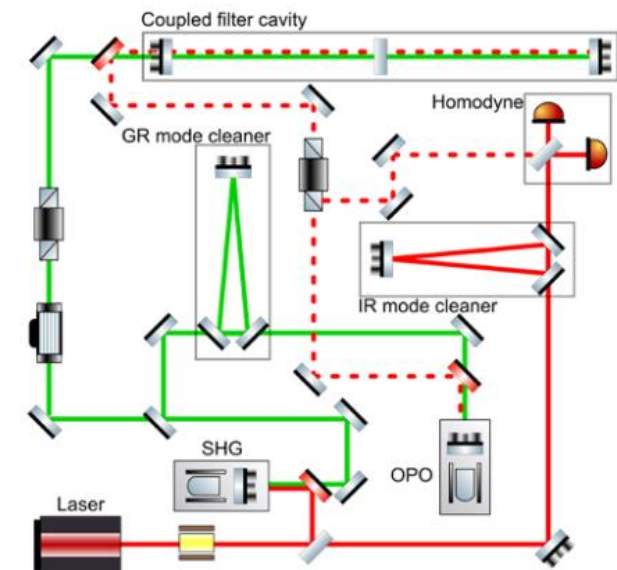 Coupled filter cavity
Homodyne
GR mode cleaner
IR mode cleaner
SHG
OPO
Laser